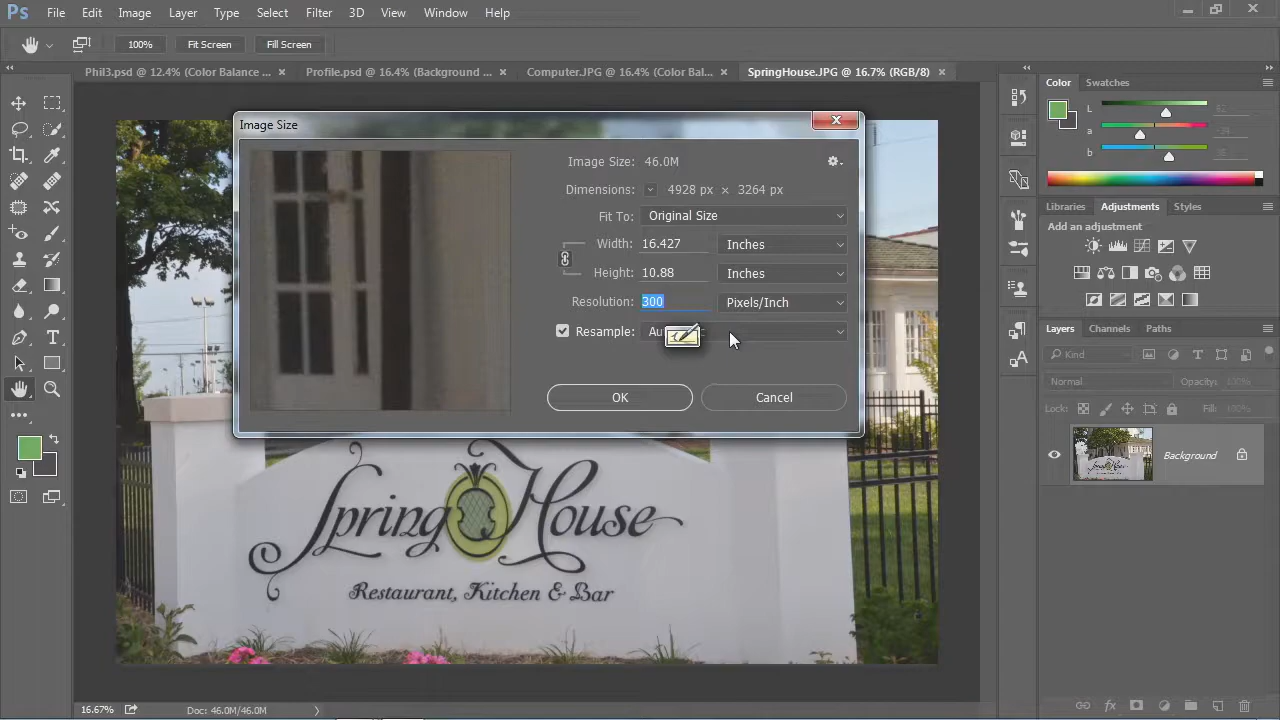 Ps File Edit Image Layer Type Select Filter 3D View Window Help
100% Fit Screen Fill Screen
Phil3.psd @ 12.4% (Color Balance ... × Profile.psd @ 16.4% (Background ... × Computer.JPG @ 16.4% (Color Bal... × SpringHouse.JPG @ 16.7% (RGB/8) ×
Color Swatches
L
a
b
Image Size
Image Size: 46.0M
Dimensions: 4928 px × 3264 px
Fit To: Original Size
Width: 16.427 Inches
Height: 10.88 Inches
Resolution: 300 Pixels/Inch
Resample: Au
OK Cancel
Libraries Adjustments Styles
Add an adjustment
Layers Channels Paths
Kind
Normal Opacity: 100%
Lock: Fill: 100%
Background
Spring House
Restaurant, Kitchen & Bar
16.67% Doc: 46.0M/46.0M